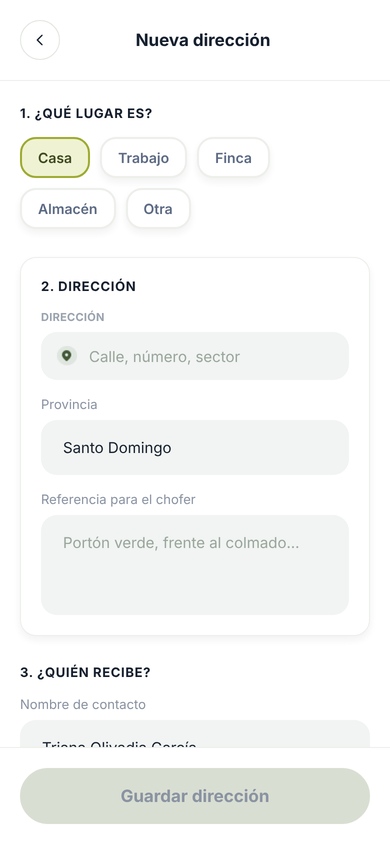 Nueva dirección
1. ¿QUÉ LUGAR ES?
Casa
Trabajo
Finca
Almacén
Otra
2. DIRECCIÓN
DIRECCIÓN
Calle, número, sector
Provincia
Santo Domingo
Referencia para el chofer
Portón verde, frente al colmado...
3. ¿QUIÉN RECIBE?
Nombre de contacto
Guardar dirección